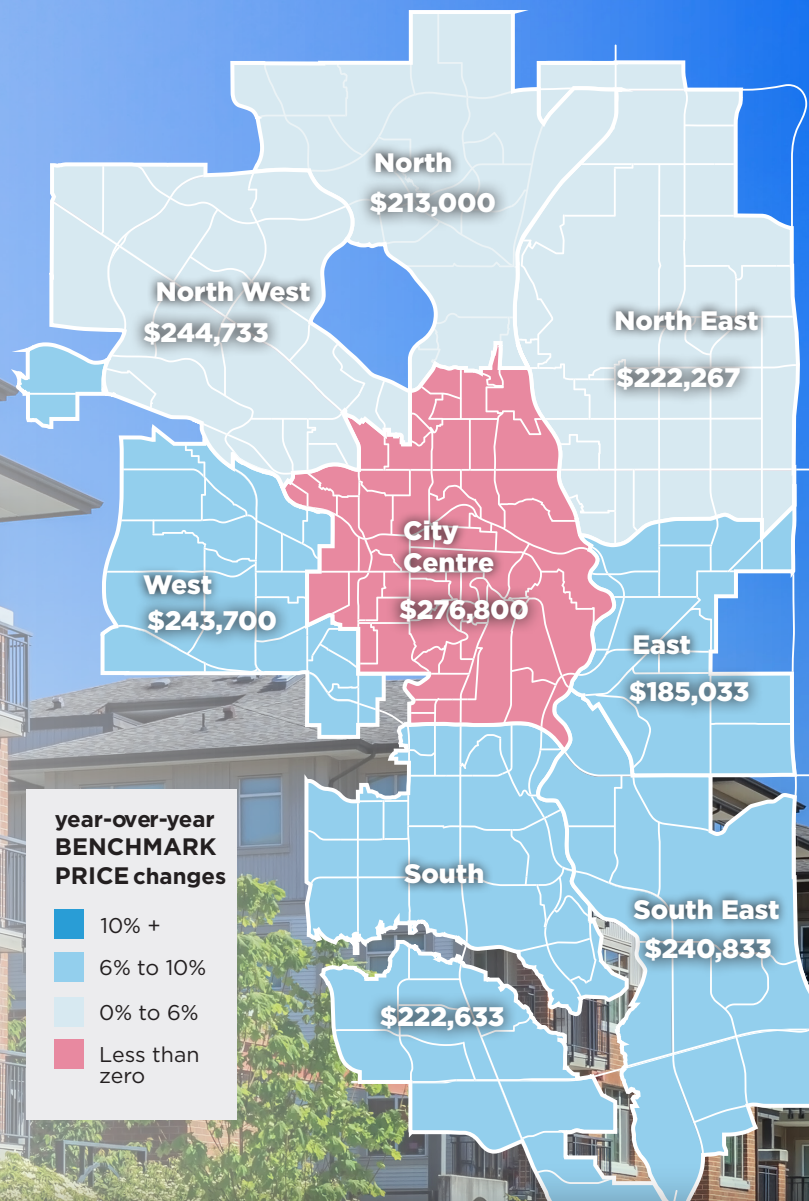 North
$213,000
North West
$244,733
North East
$222,267
City
Centre
$276,800
West
$243,700
East
$185,033
South
$222,633
South East
$240,833
year-over-year
BENCHMARK
PRICE changes
10% +
6% to 10%
0% to 6%
Less than
zero